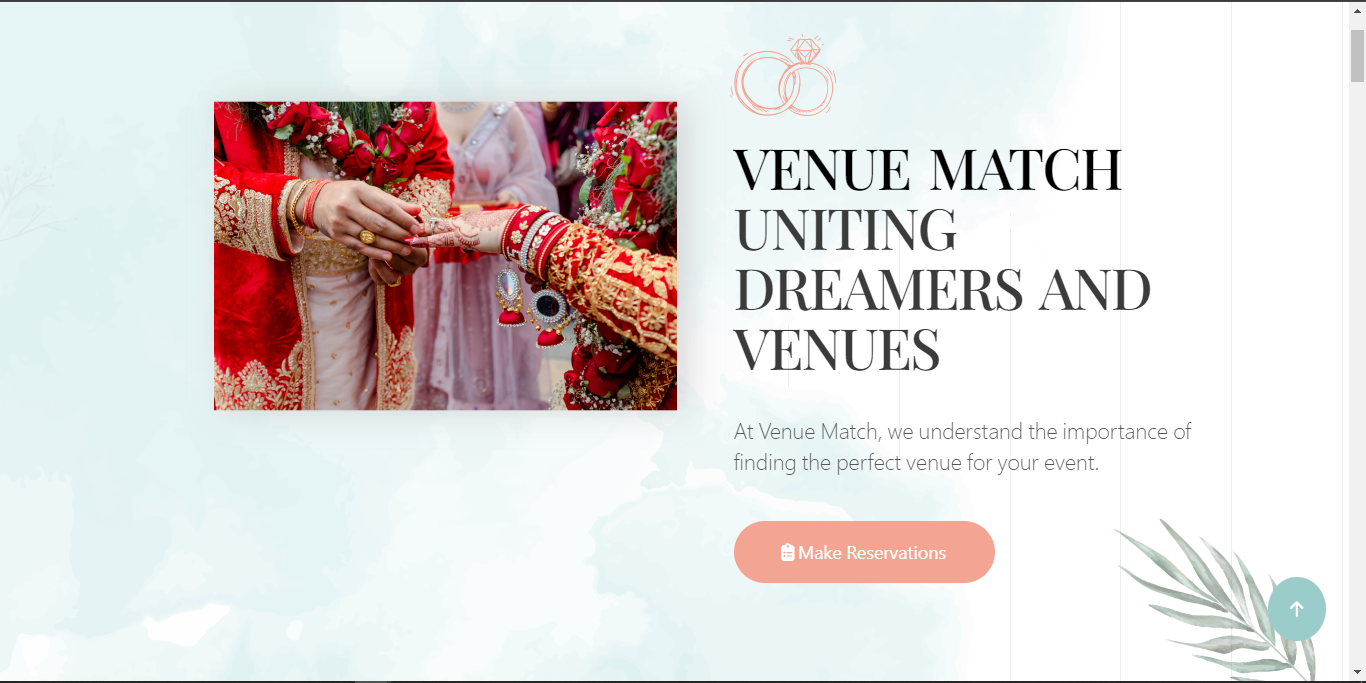 VENUE MATCH
UNITING
DREAMERS AND
VENUES
At Venue Match, we understand the importance of
finding the perfect venue for your event.
Make Reservations